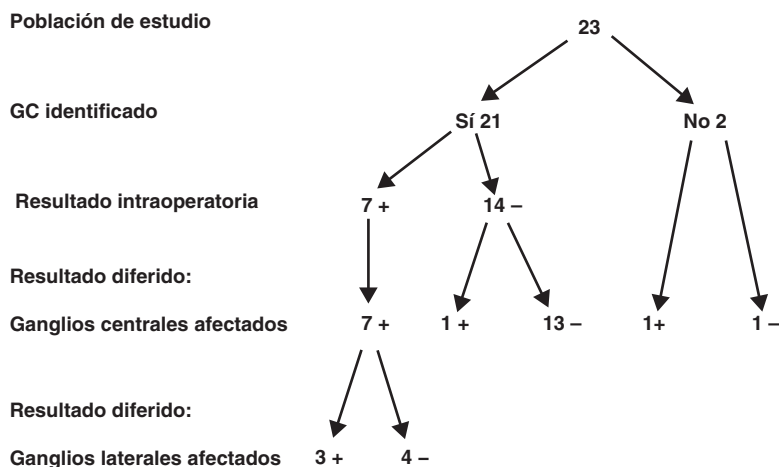 Población de estudio 23
GC identificado Sí 21 No 2
Resultado intraoperatoria 7 + 14 –
Resultado diferido:
Ganglios centrales afectados 7 + 1 + 13 – 1+ 1 –
Resultado diferido:
Ganglios laterales afectados 3 + 4 –